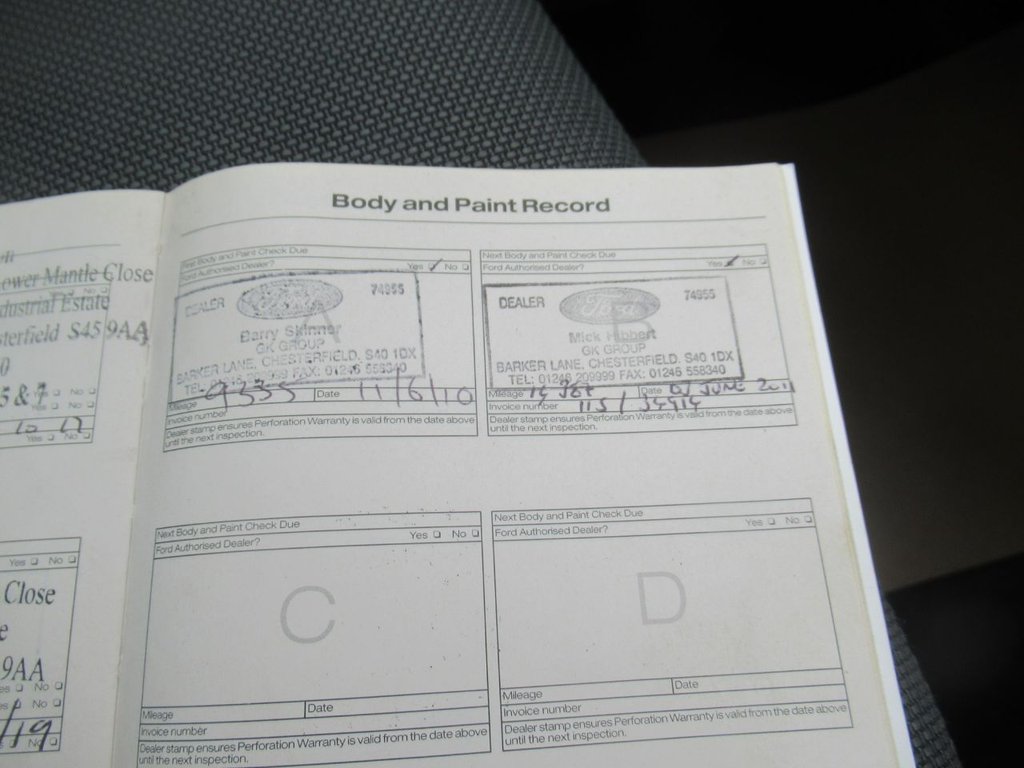 ower Mantle Close
dustrial Estate
sterfield S45 9AA
Yes No
Close
9AA
Yes No
/19
Body and Paint Record
First Body and Paint Check Due
Ford Authorised Dealer? Yes ✓ No
DEALER Ford 74955
A
Barry Skinner
GK GROUP
BARKER LANE, CHESTERFIELD. S40 1DX
TEL: 209999 FAX: 01246 558340
Mileage 9335 Date 11/6/10
Invoice number
Dealer stamp ensures Perforation Warranty is valid from the date above
until the next inspection.
Next Body and Paint Check Due
Ford Authorised Dealer? Yes ✓ No
DEALER Ford 74955
B
Mick Hibbert
GK GROUP
BARKER LANE, CHESTERFIELD. S40 1DX
TEL: 01246 209999 FAX: 01246 558340
Mileage Date 07 JUNE 2011
Invoice number
Dealer stamp ensures Perforation Warranty is valid from the date above
until the next inspection.
Next Body and Paint Check Due
Ford Authorised Dealer? Yes No
C
Mileage Date
Invoice number
Dealer stamp ensures Perforation Warranty is valid from the date above
until the next inspection.
Next Body and Paint Check Due
Ford Authorised Dealer? Yes No
D
Mileage Date
Invoice number
Dealer stamp ensures Perforation Warranty is valid from the date above
until the next inspection.